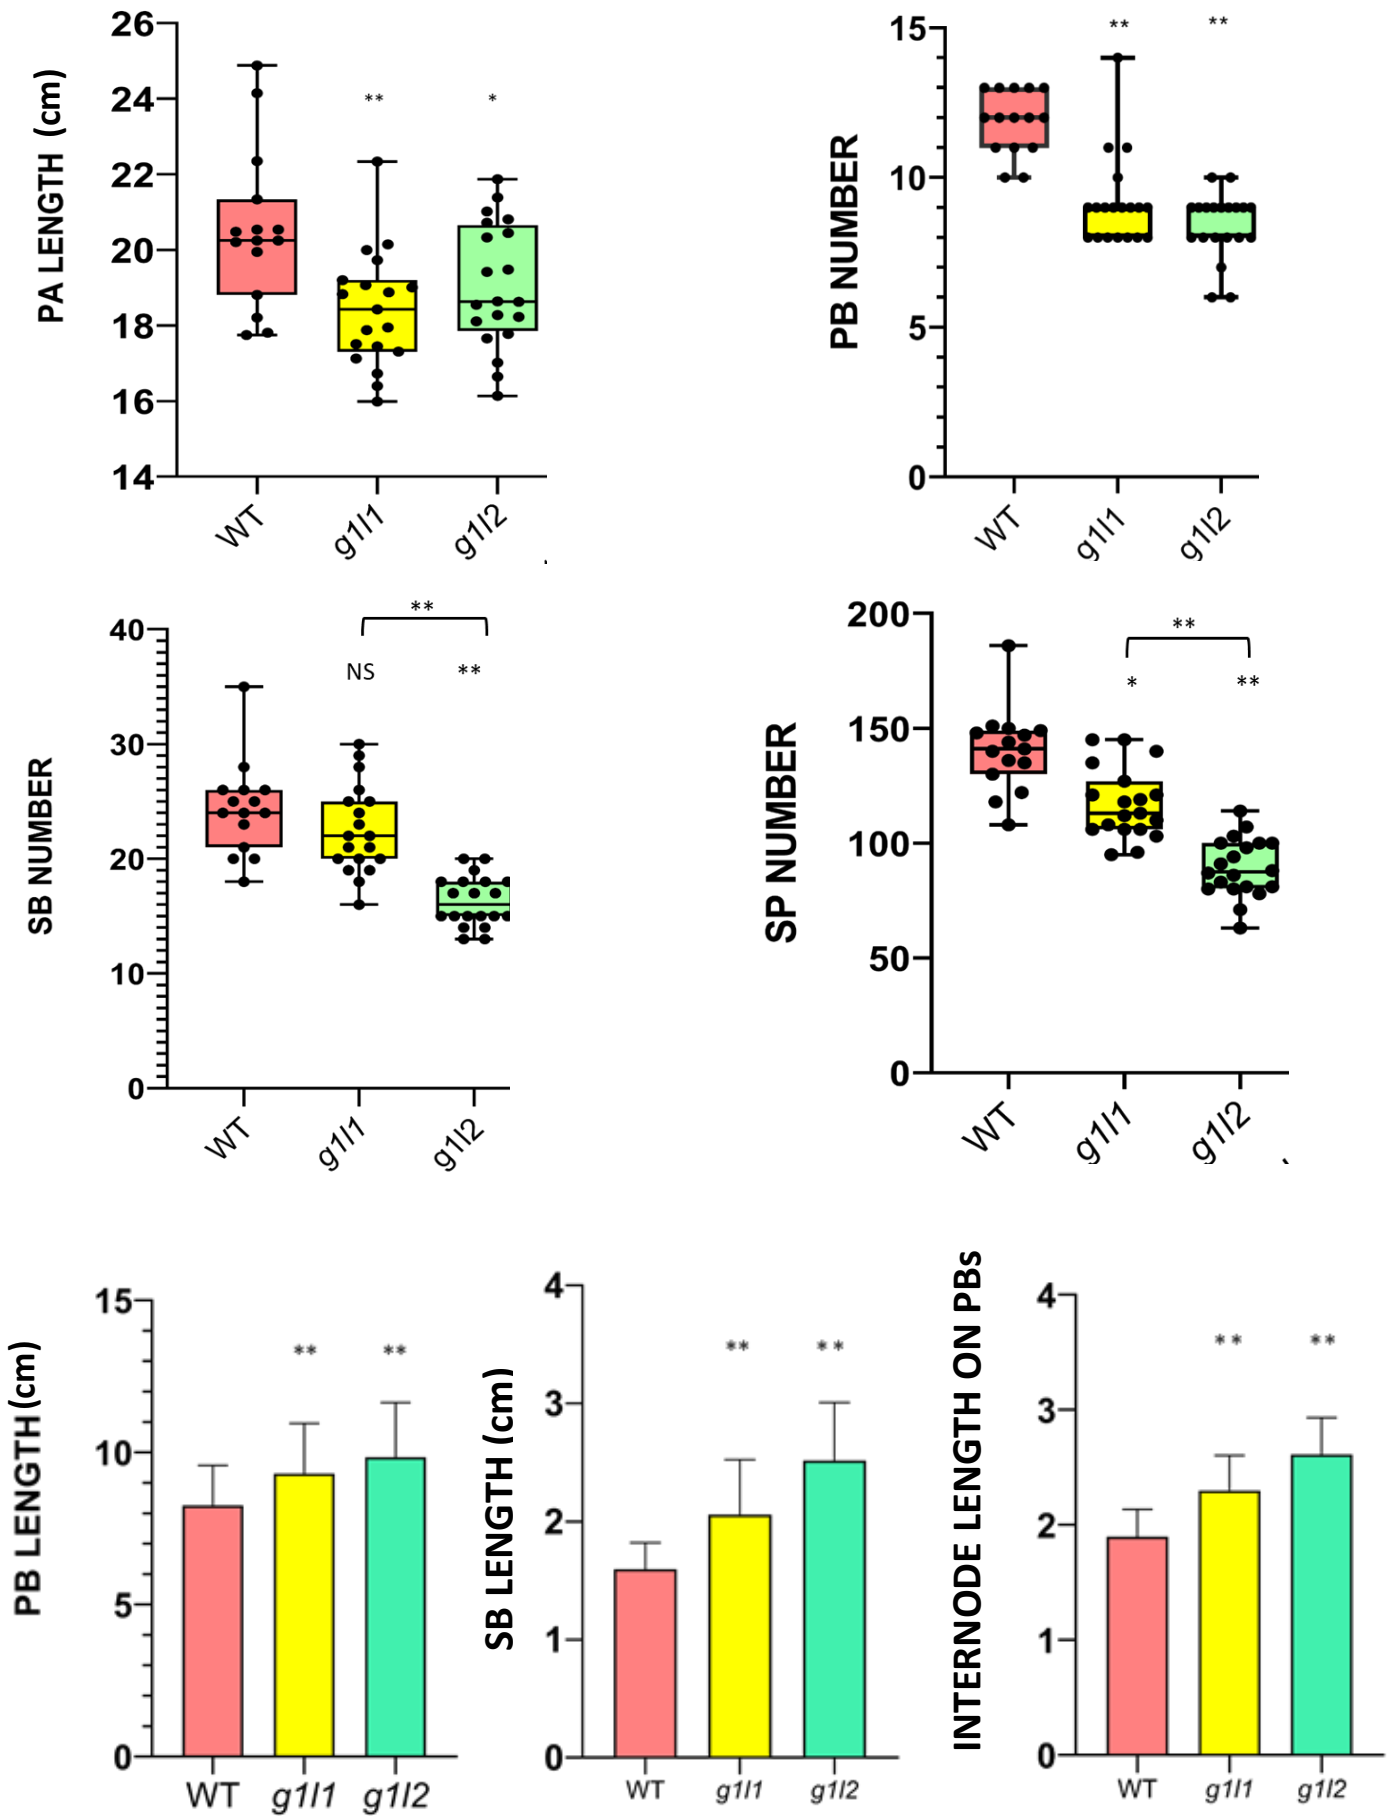 PA LENGTH (cm)
26
24
22
20
18
16
14
**
*
WT
g1l1
g1l2
PB NUMBER
15
10
5
0
**
**
WT
g1l1
g1l2
SB NUMBER
40
30
20
10
0
**
NS
**
WT
g1l1
g1l2
SP NUMBER
200
150
100
50
0
**
*
**
WT
g1l1
g1l2
PB LENGTH (cm)
15
10
5
0
**
**
WT
g1l1
g1l2
SB LENGTH (cm)
4
3
2
1
0
**
**
WT
g1l1
g1l2
INTERNODE LENGTH ON PBs
4
3
2
1
0
**
**
WT
g1l1
g1l2